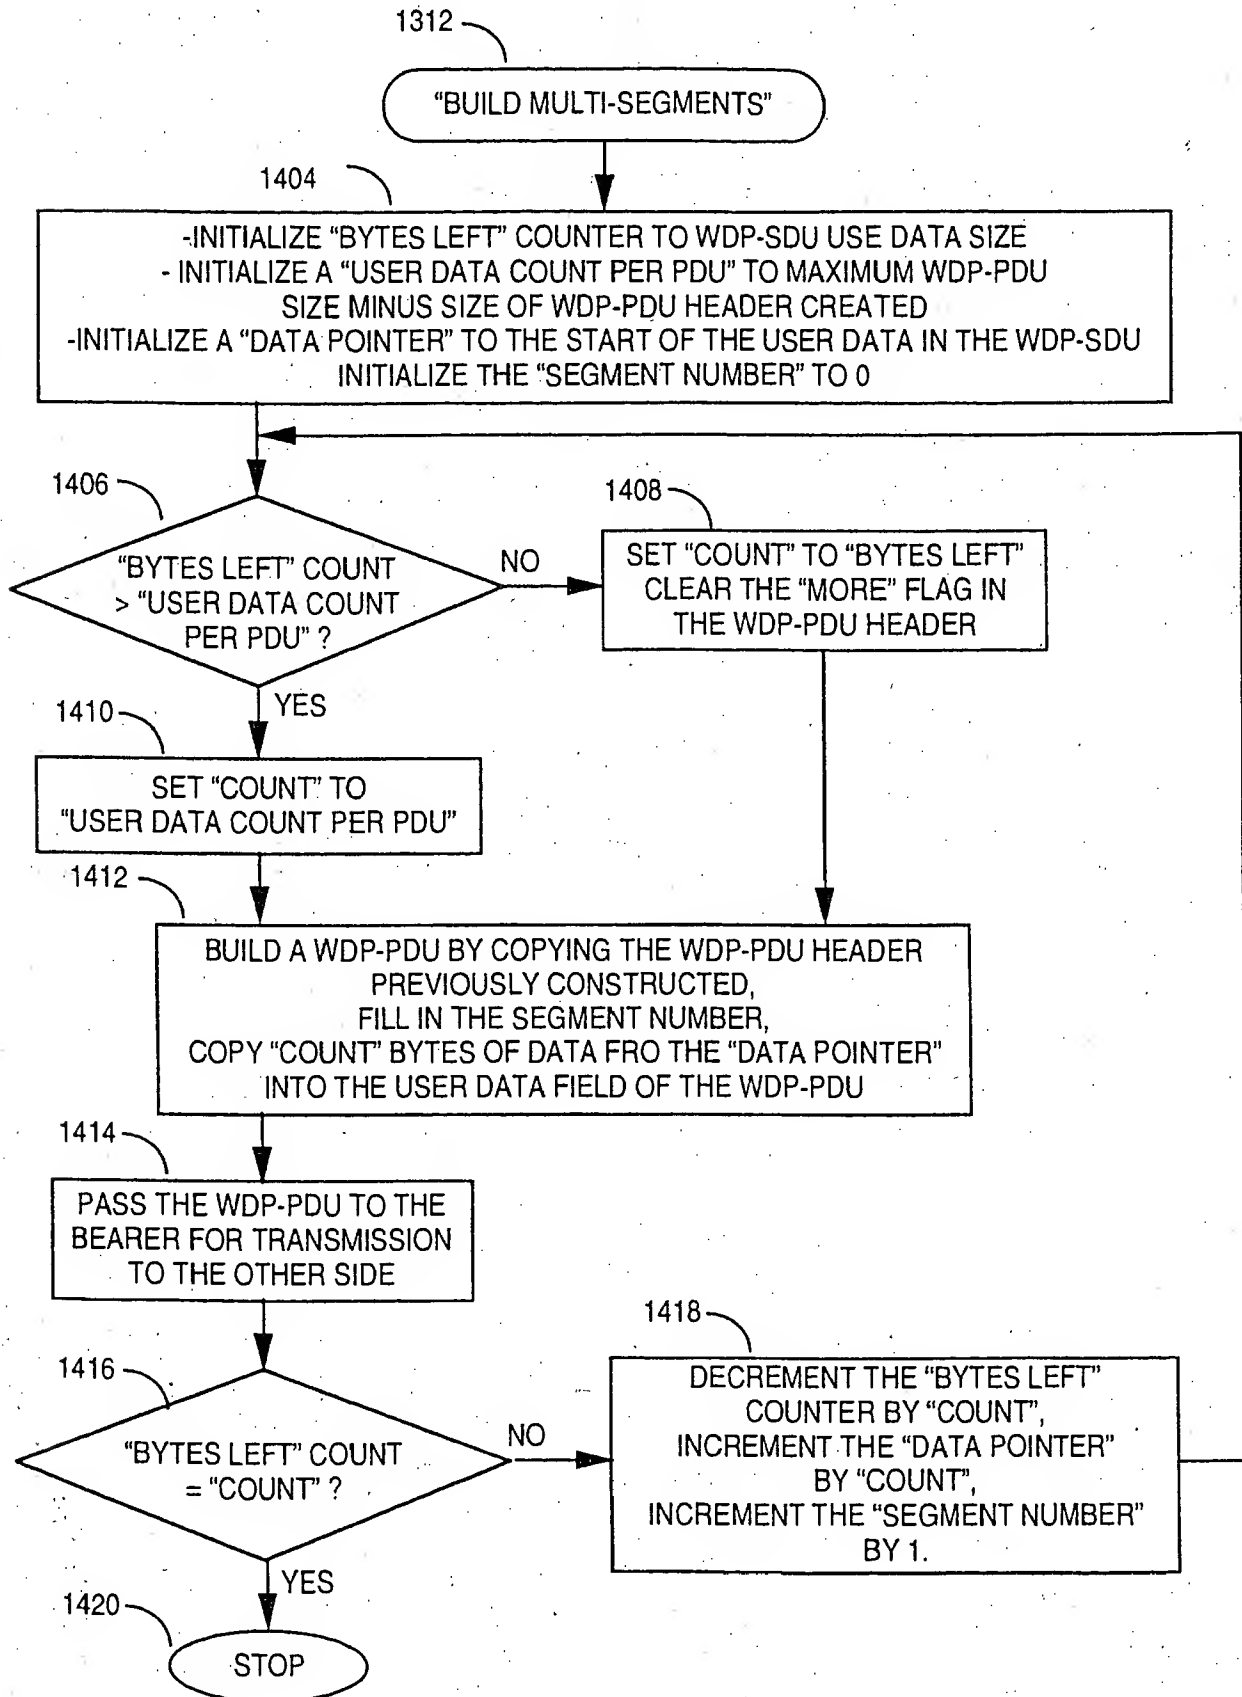 1312
"BUILD MULTI-SEGMENTS"
1404
-INITIALIZE "BYTES LEFT" COUNTER TO WDP-SDU USE DATA SIZE
- INITIALIZE A "USER DATA COUNT PER PDU" TO MAXIMUM WDP-PDU
SIZE MINUS SIZE OF WDP-PDU HEADER CREATED
-INITIALIZE A "DATA POINTER" TO THE START OF THE USER DATA IN THE WDP-SDU
INITIALIZE THE "SEGMENT NUMBER" TO 0
1406
"BYTES LEFT" COUNT
> "USER DATA COUNT
PER PDU" ?
NO
1408
SET "COUNT" TO "BYTES LEFT"
CLEAR THE "MORE" FLAG IN
THE WDP-PDU HEADER
YES
1410
SET "COUNT" TO
"USER DATA COUNT PER PDU"
1412
BUILD A WDP-PDU BY COPYING THE WDP-PDU HEADER
PREVIOUSLY CONSTRUCTED,
FILL IN THE SEGMENT NUMBER,
COPY "COUNT" BYTES OF DATA FRO THE "DATA POINTER"
INTO THE USER DATA FIELD OF THE WDP-PDU
1414
PASS THE WDP-PDU TO THE
BEARER FOR TRANSMISSION
TO THE OTHER SIDE
1416
"BYTES LEFT" COUNT
= "COUNT" ?
NO
1418
DECREMENT THE "BYTES LEFT"
COUNTER BY "COUNT",
INCREMENT THE "DATA POINTER"
BY "COUNT",
INCREMENT THE "SEGMENT NUMBER"
BY 1.
YES
1420
STOP